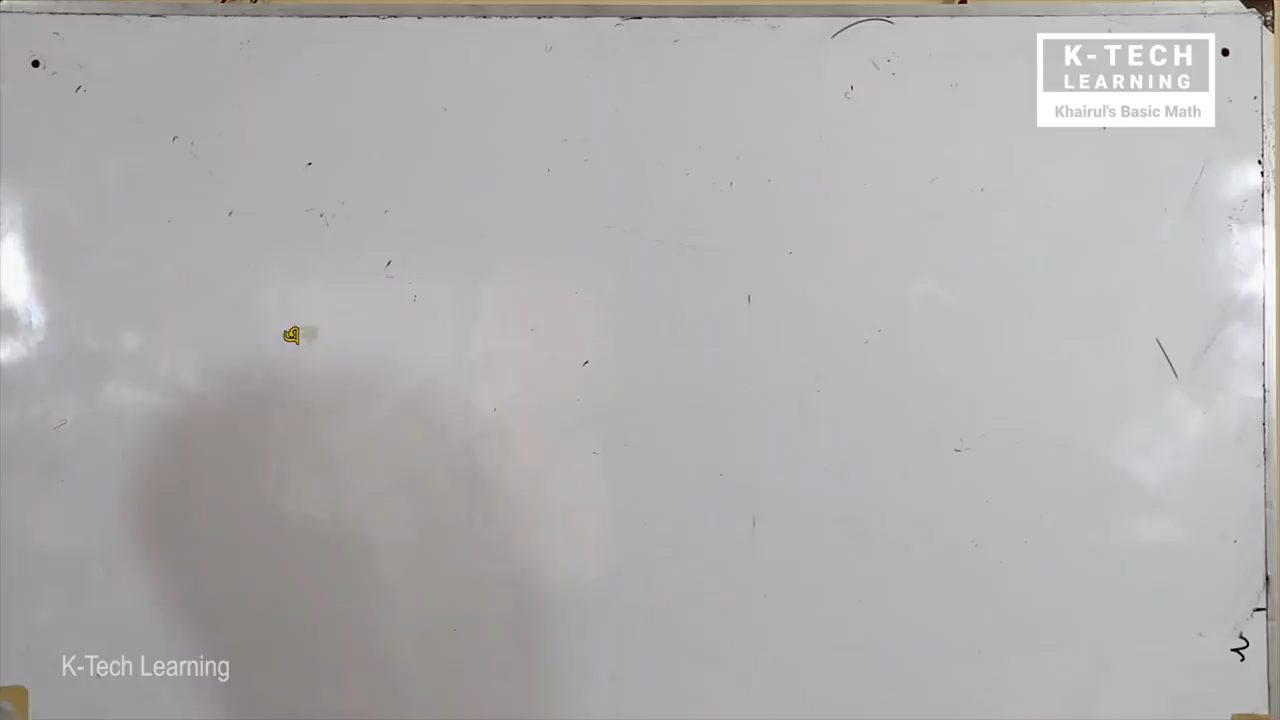 K-TECH
LEARNING
Khairul's Basic Math
এ
K-Tech Learning